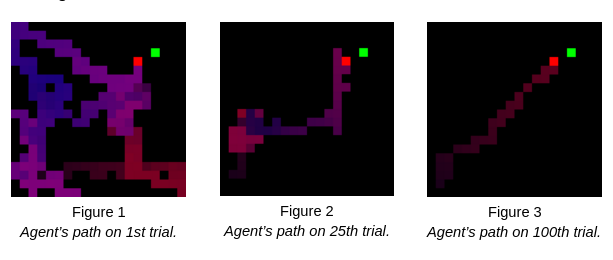 Figure 1
Agent's path on 1st trial.
Figure 2
Agent's path on 25th trial.
Figure 3
Agent's path on 100th trial.